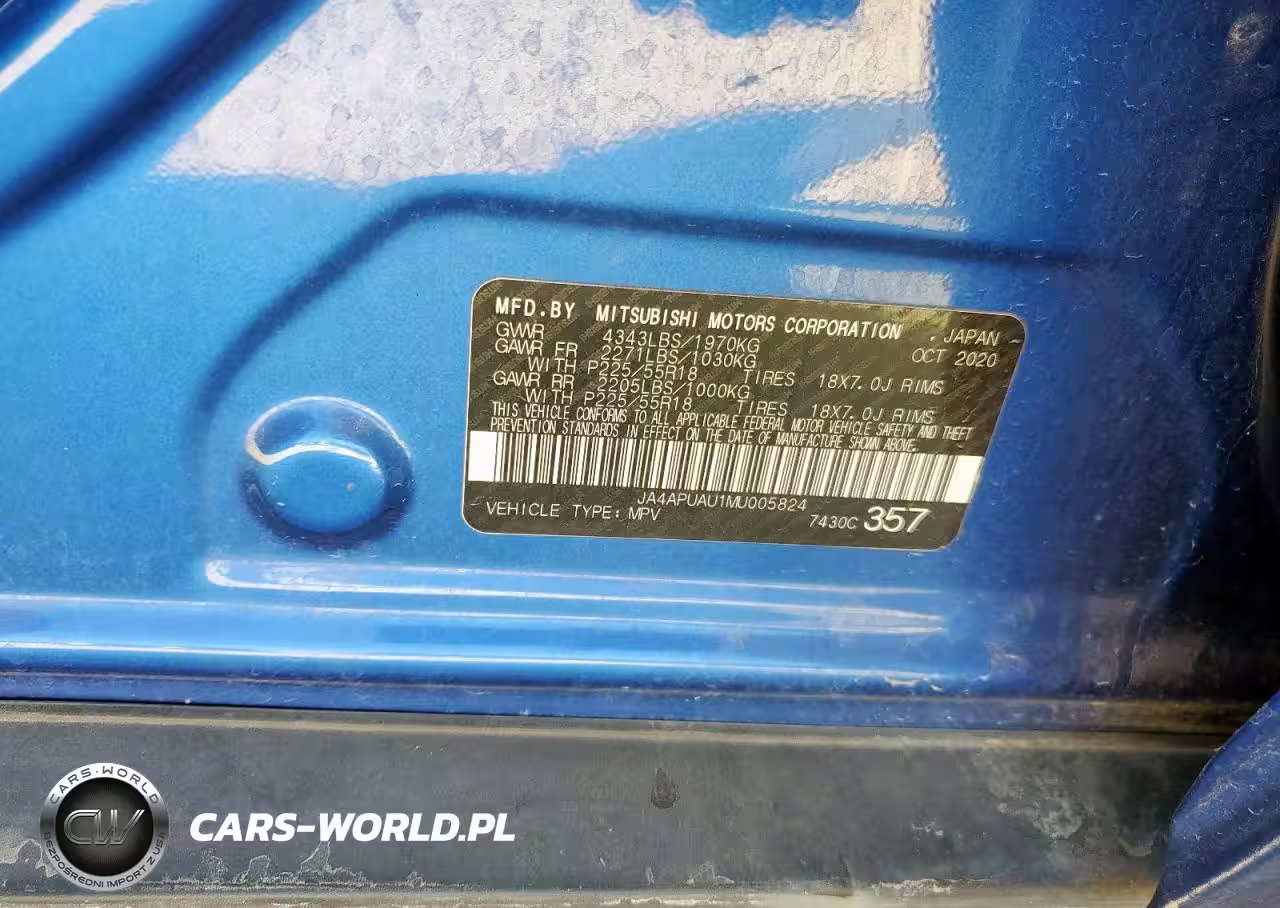 MFD.BY MITSUBISHI MOTORS CORPORATION . JAPAN
GVWR 4343LBS/1970KG OCT 2020
GAWR FR 2271LBS/1030KG
WITH P225/55R18 TIRES 18X7.0J RIMS
GAWR RR 2205LBS/1000KG
WITH P225/55R18 TIRES 18X7.0J RIMS
THIS VEHICLE CONFORMS TO ALL APPLICABLE FEDERAL MOTOR VEHICLE SAFETY AND THEFT
PREVENTION STANDARDS IN EFFECT ON THE DATE OF MANUFACTURE SHOWN ABOVE.
JA4APUAU1MU005824
VEHICLE TYPE: MPV 7430C 357
CARS-WORLD
CW
BEZPOŚREDNI IMPORT Z USA
CARS-WORLD.PL